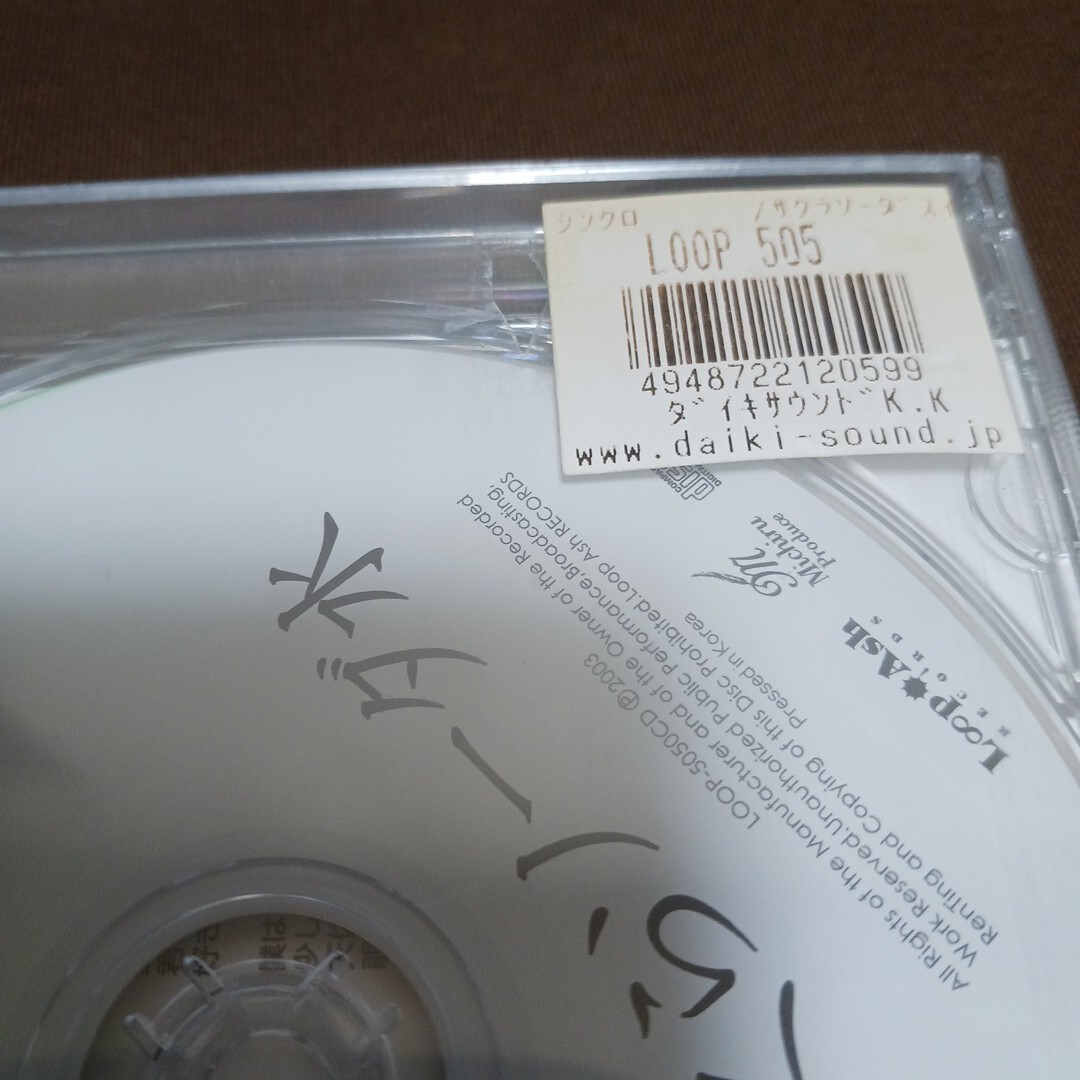 シンクロ /サクラソーダスイ
LOOP 505
4948722120599
ダイキサウンドK.K
www.daiki-sound.jp
Michiru
Produce
Loop Ash
RECORDS
LOOP-5050CD ℗2003
All Rights of the Manufacturer and of the Owner of the Recorded
Work Reserved.Unauthorized Public Performance,Broadcasting,
RenTing and Copying of this Disc Prohibited.Loop Ash RECORDS
Pressed in Korea
ソーダ水